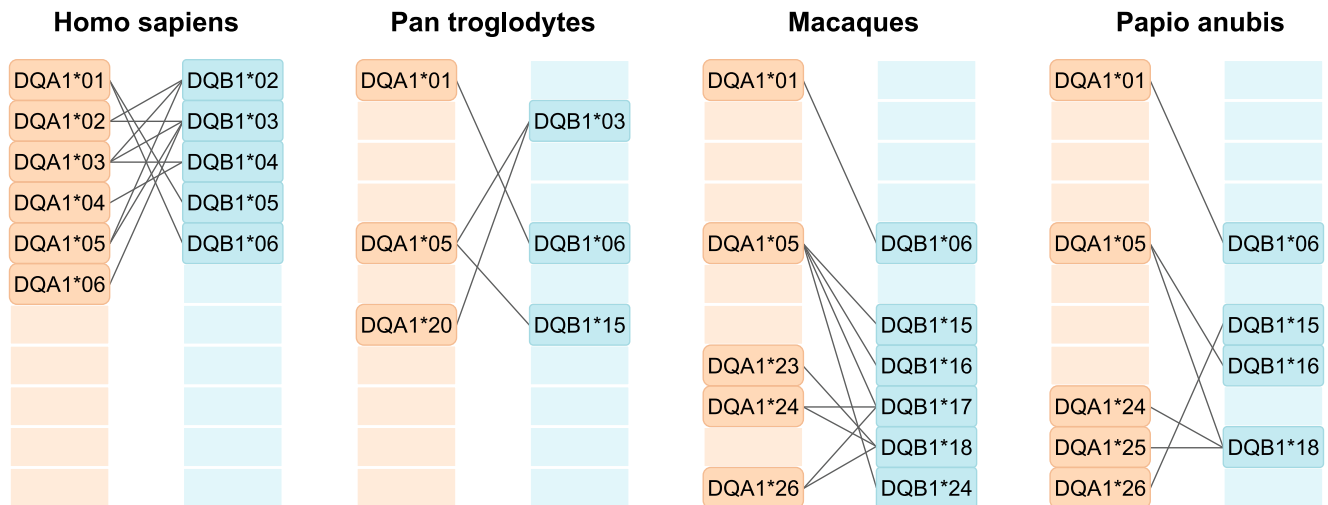 Homo sapiens
DQA1*01
DQA1*02
DQA1*03
DQA1*04
DQA1*05
DQA1*06
DQB1*02
DQB1*03
DQB1*04
DQB1*05
DQB1*06
Pan troglodytes
DQA1*01
DQA1*05
DQA1*20
DQB1*03
DQB1*06
DQB1*15
Macaques
DQA1*01
DQA1*05
DQA1*23
DQA1*24
DQA1*26
DQB1*06
DQB1*15
DQB1*16
DQB1*17
DQB1*18
DQB1*24
Papio anubis
DQA1*01
DQA1*05
DQA1*24
DQA1*25
DQA1*26
DQB1*06
DQB1*15
DQB1*16
DQB1*18